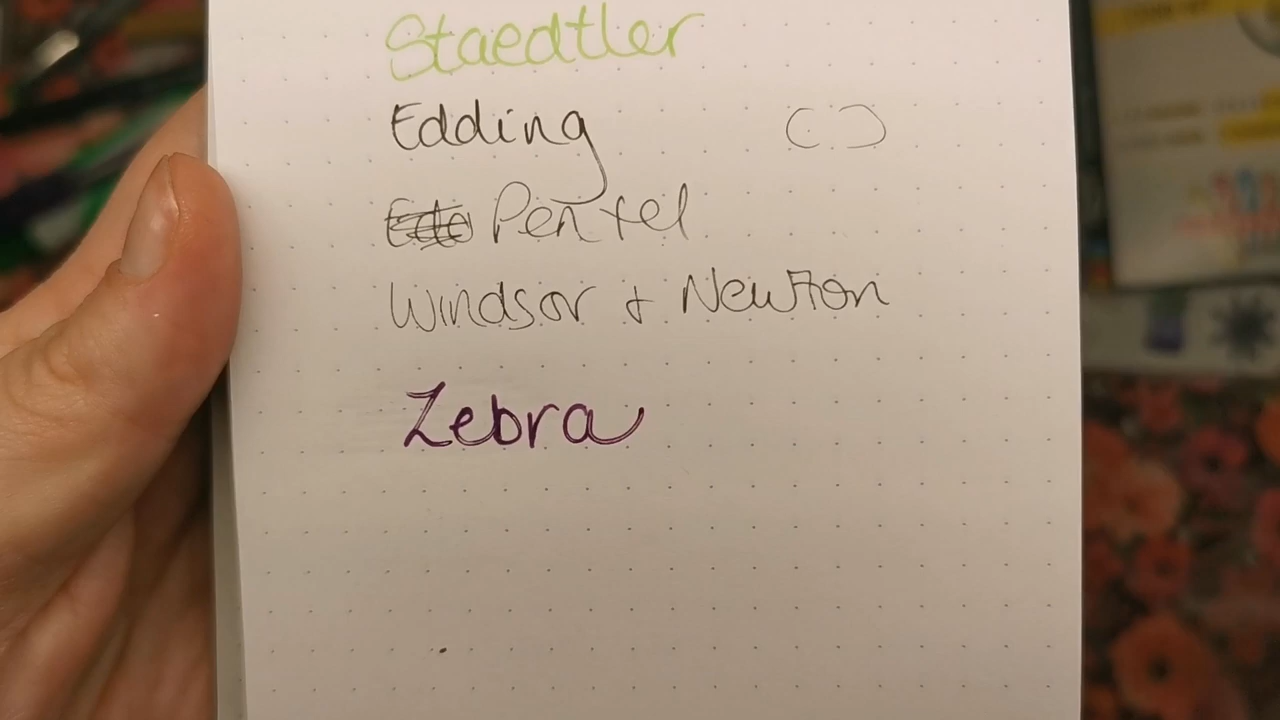 Staedtler
Edding
Pentel
Windsor + Newton
Zebra